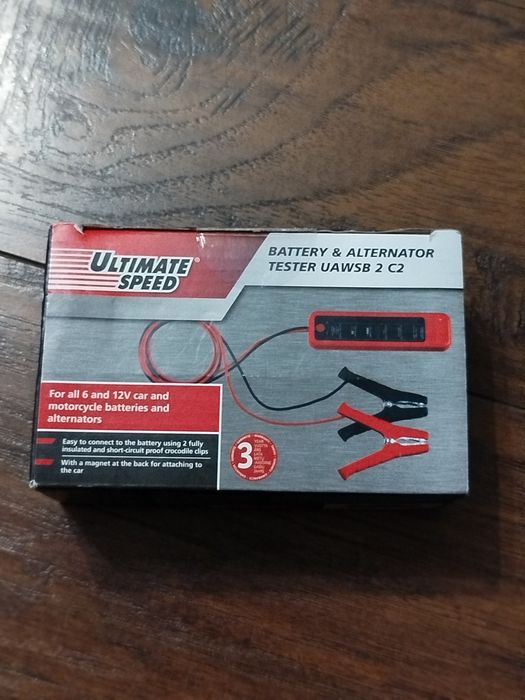 ULTIMATE
SPEED®
BATTERY & ALTERNATOR
TESTER UAWSB 2 C2
For all 6 and 12V car and
motorcycle batteries and
alternators
Easy to connect to the battery using 2 fully
insulated and short-circuit proof crocodile clips
With a magnet at the back for attaching to
the car
3